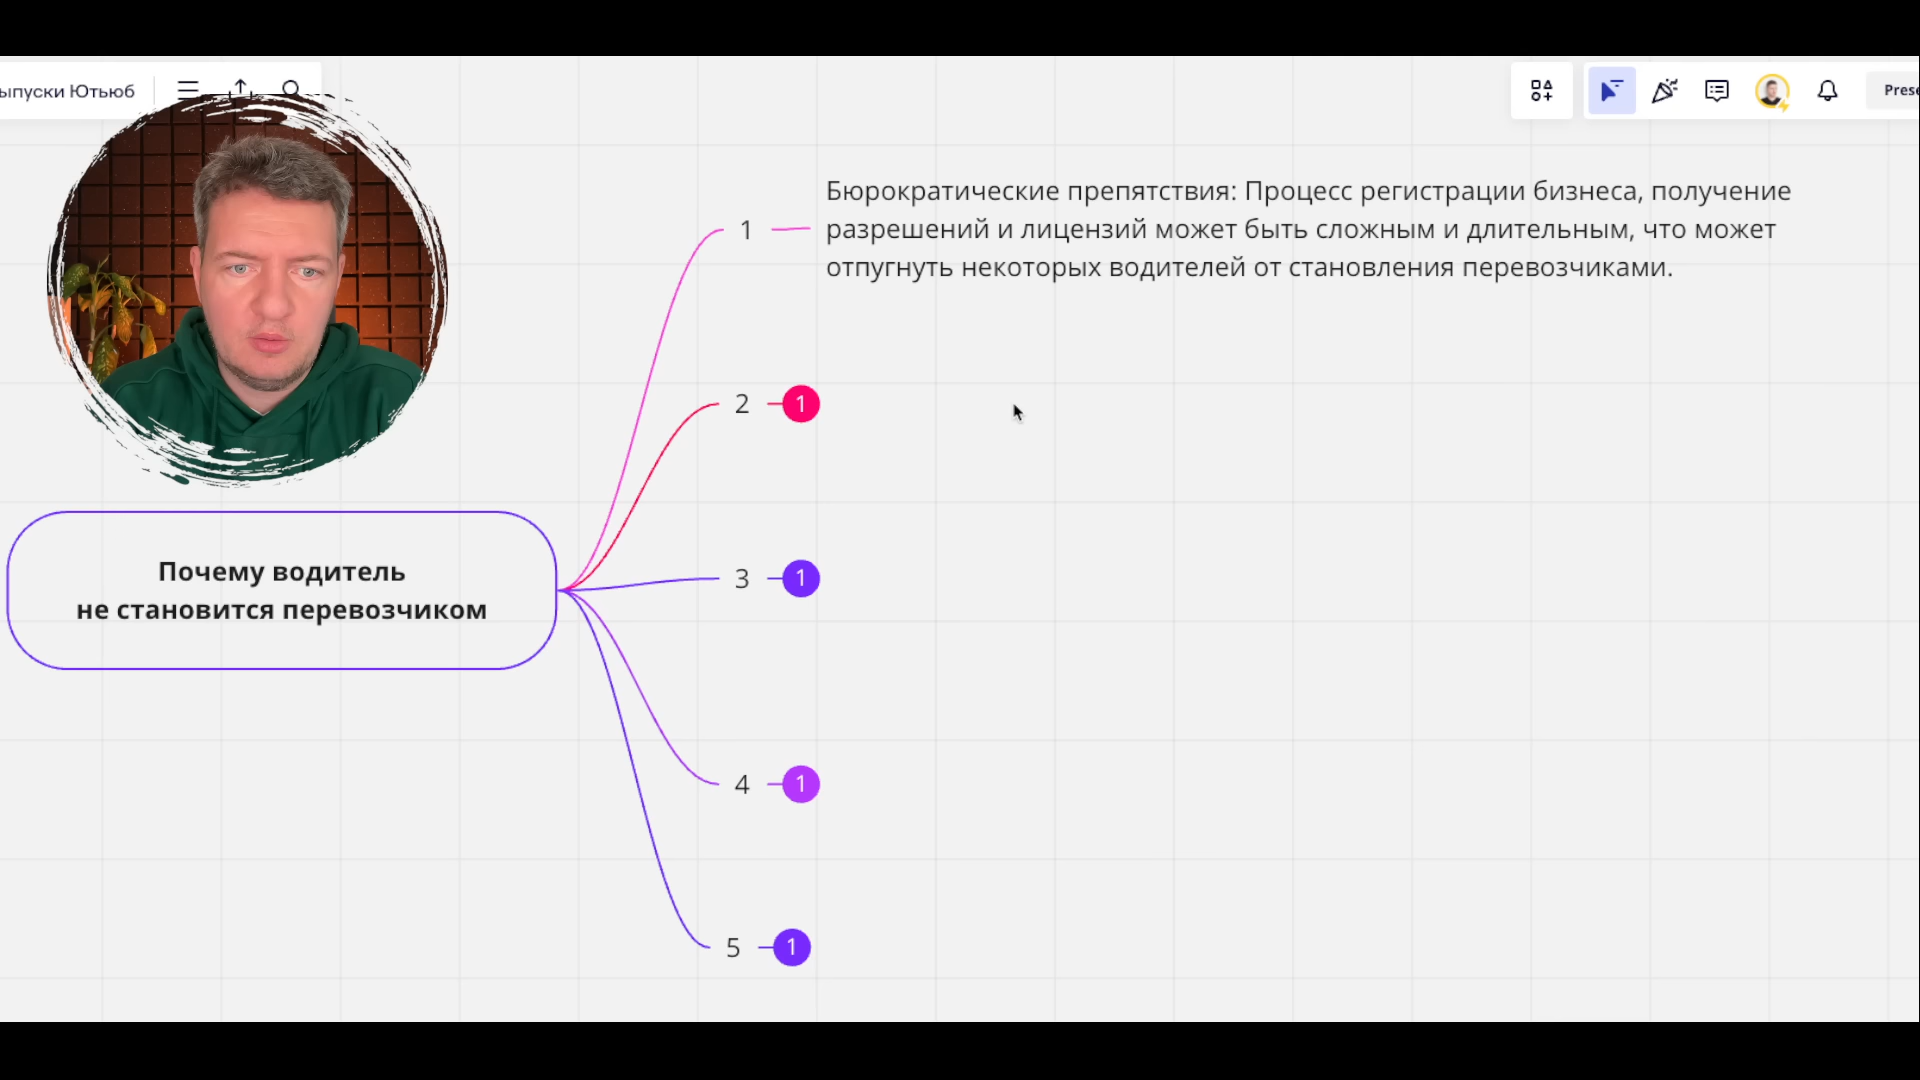 ыпуски Ютьюб
Prese
Бюрократические препятствия: Процесс регистрации бизнеса, получение
разрешений и лицензий может быть сложным и длительным, что может
отпугнуть некоторых водителей от становления перевозчиками.
1
2
1
3
1
4
1
5
1
Почему водитель
не становится перевозчиком